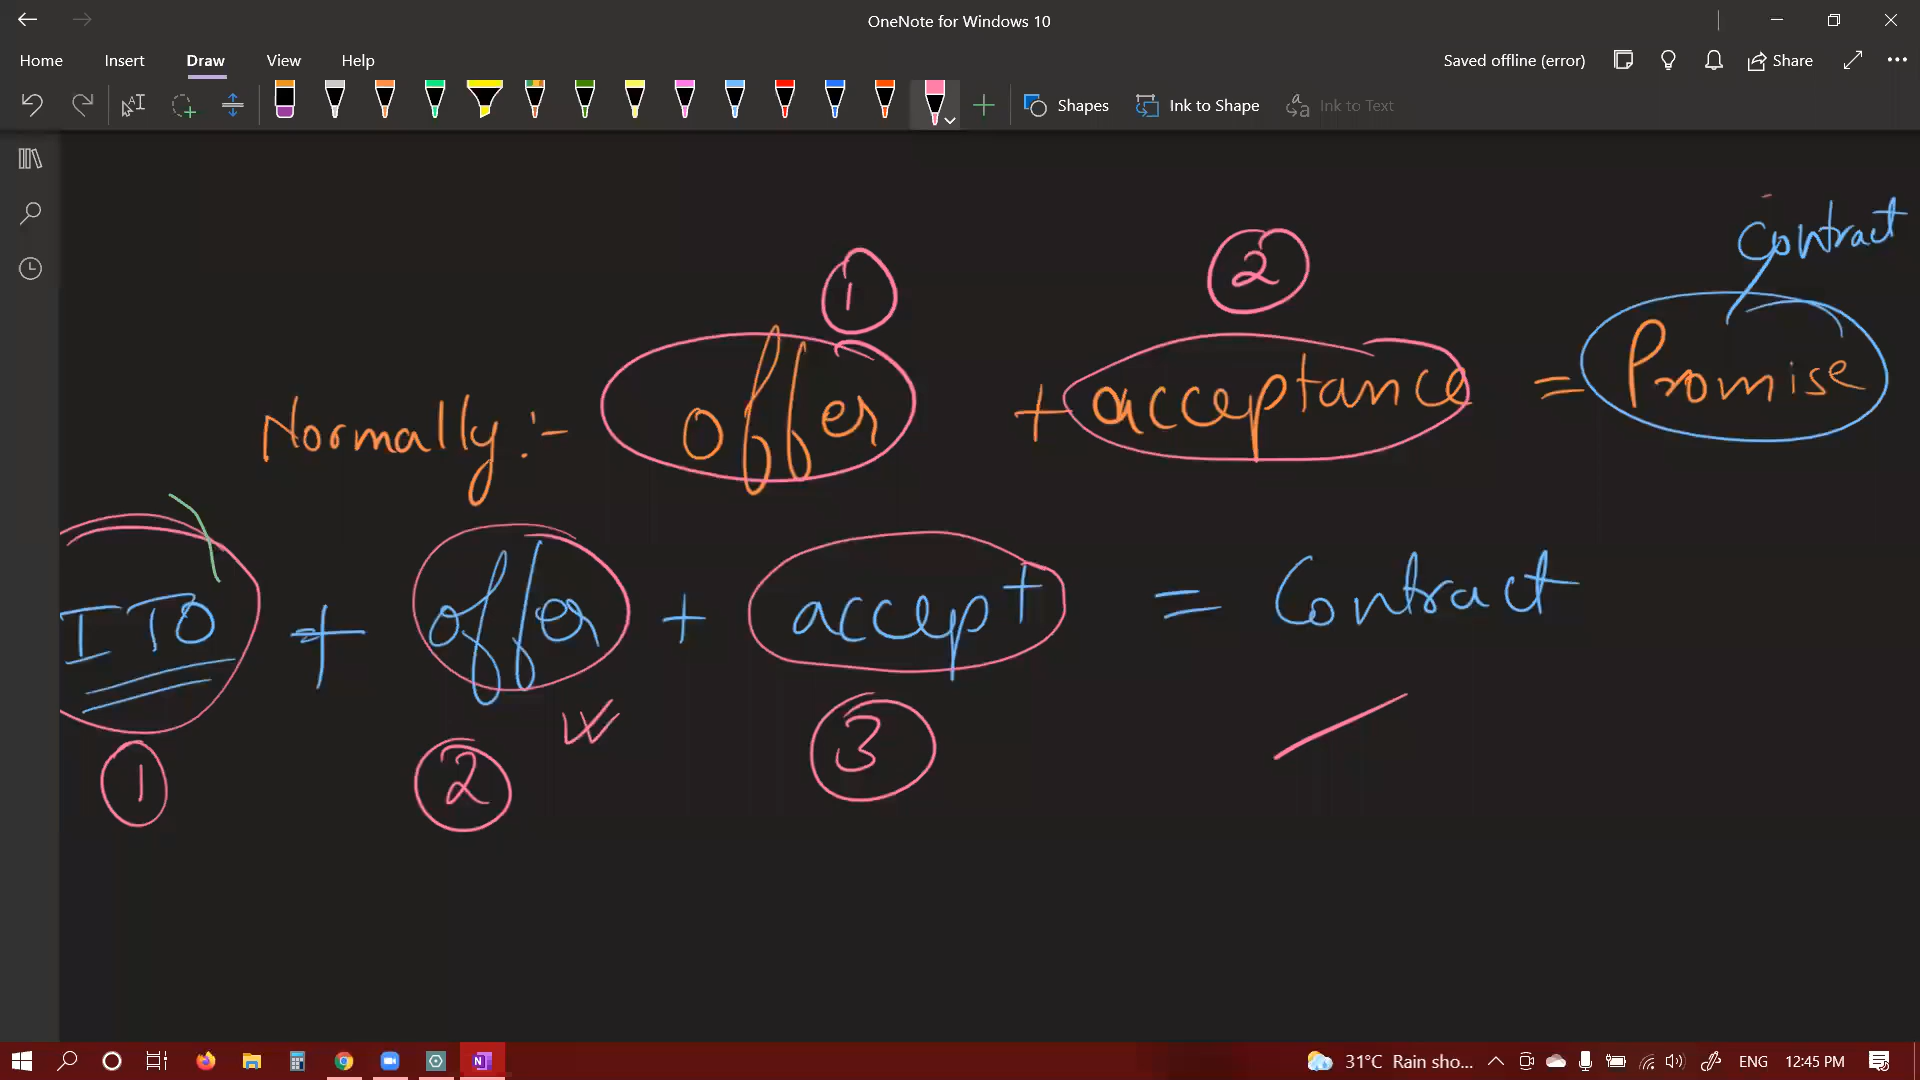 OneNote for Windows 10
Home Insert Draw View Help Saved offline (error) Share
Shapes Ink to Shape Ink to Text
contract
1 2
Normally :- offer + acceptance = Promise
ITO + offer + accept = Contract
1 2 3
31°C Rain sho... ENG 12:45 PM